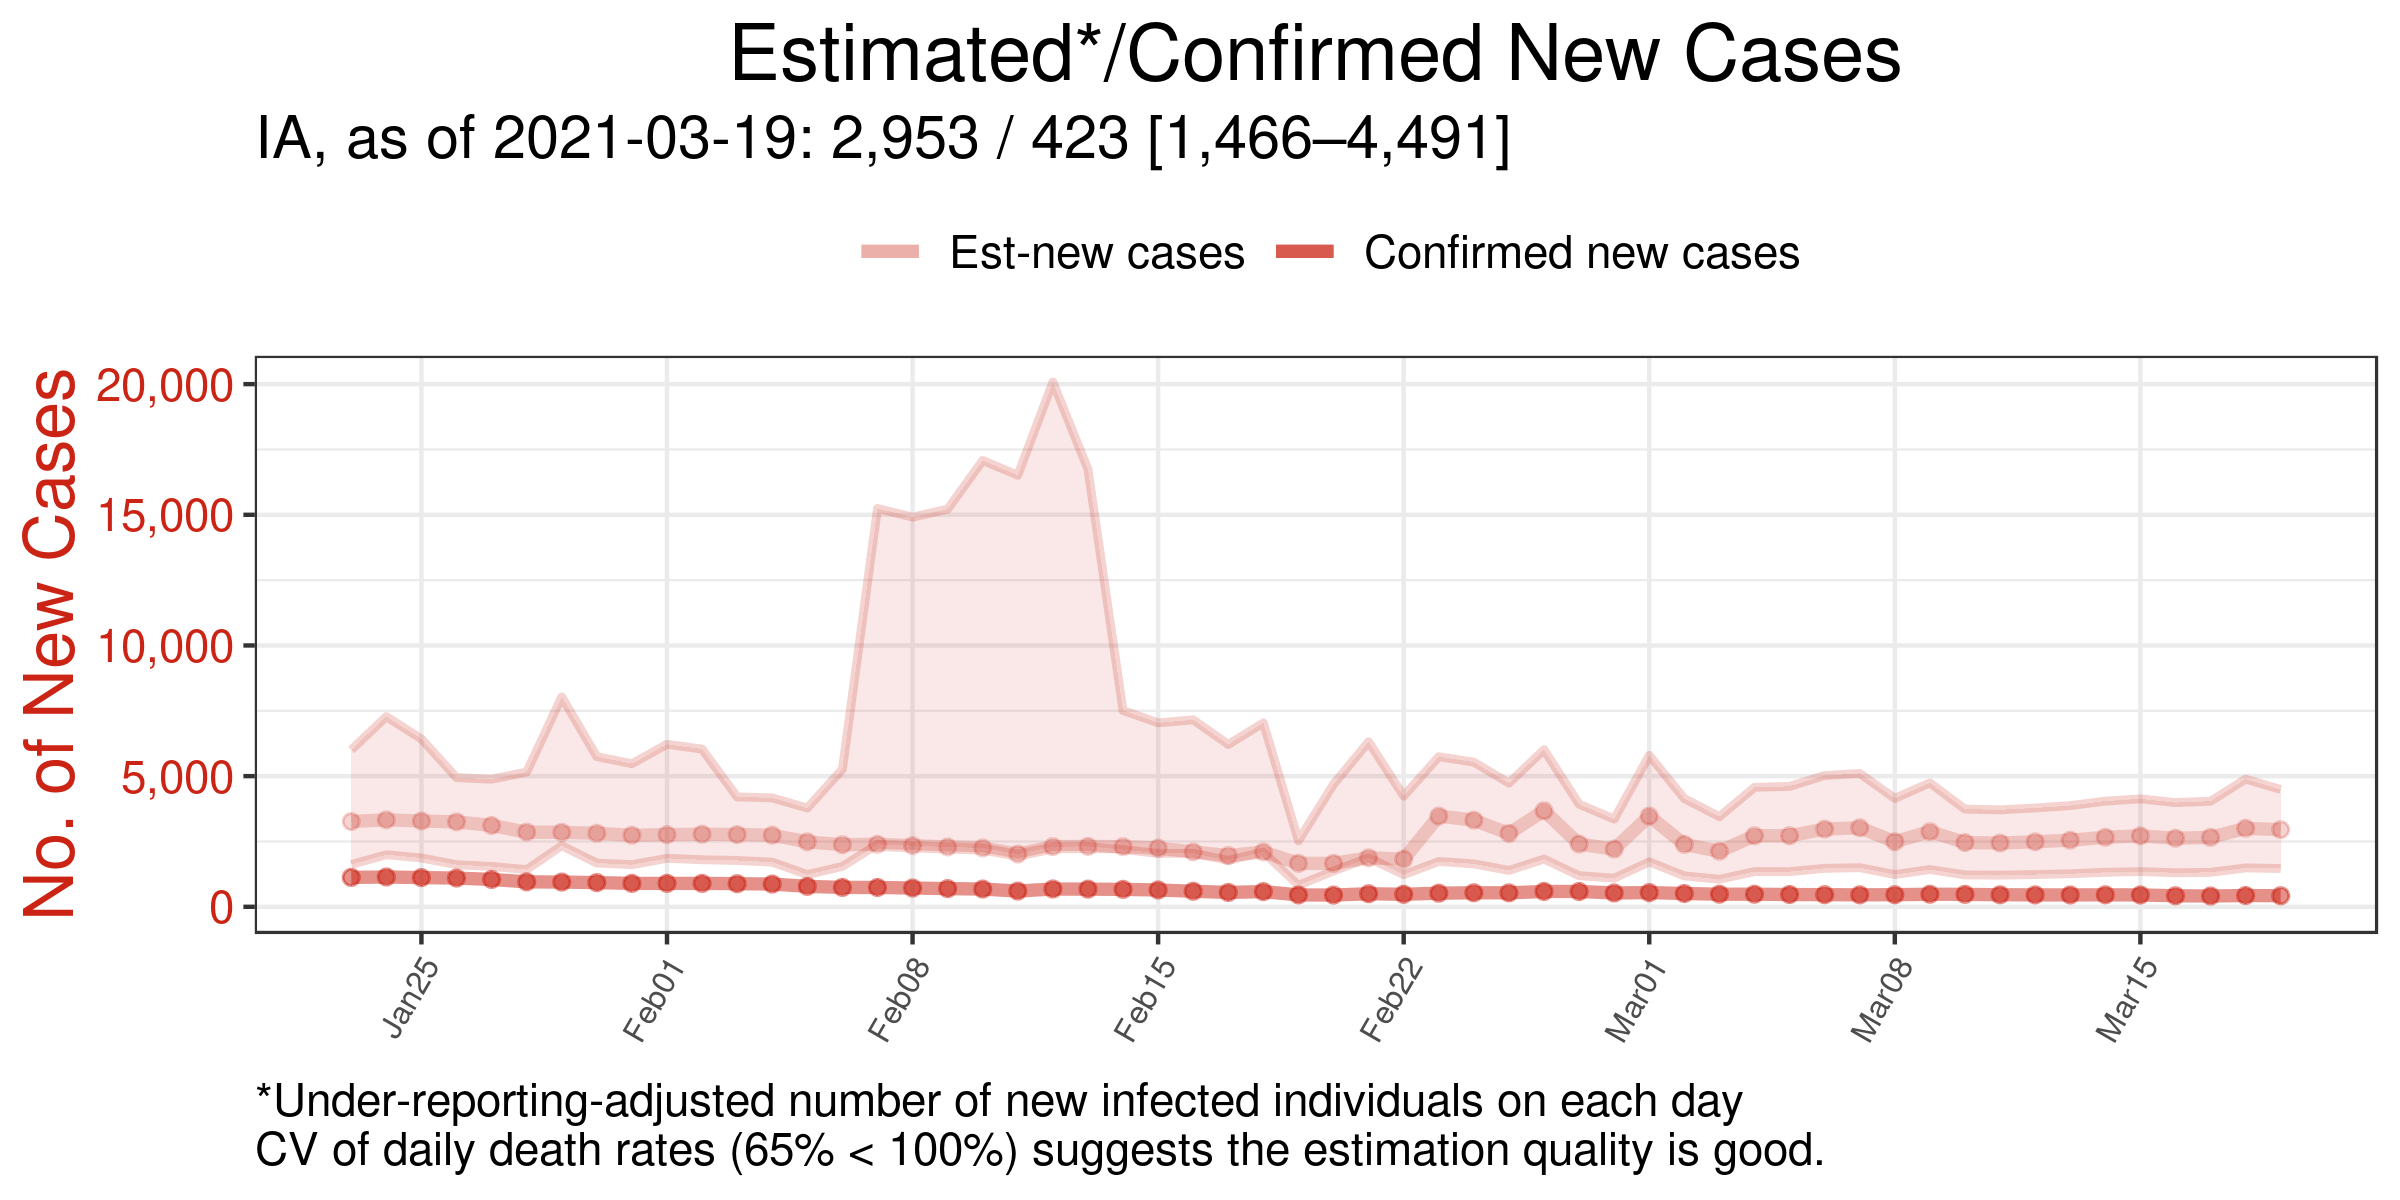 Estimated*/Confirmed New Cases
IA, as of 2021-03-19: 2,953 / 423 [1,466–4,491]
Est-new cases
Confirmed new cases
No. of New Cases
20,000
15,000
10,000
5,000
0
Jan25
Feb01
Feb08
Feb15
Feb22
Mar01
Mar08
Mar15
*Under-reporting-adjusted number of new infected individuals on each day
CV of daily death rates (65% < 100%) suggests the estimation quality is good.